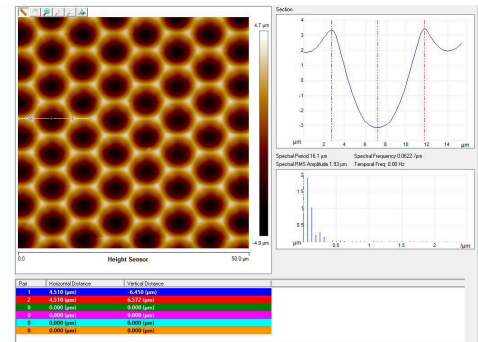 Section
4.7 µm
-4.9 µm
0.0
Height Sensor
50.0 µm
4
3
2
1
0
-1
-2
-3
µm
2
4
6
8
10
12
14
µm
Spectral Period 16.1 µm Spectral Frequency 0.0622 /µm
Spectral RMS Amplitude 1.93 µm Temporal Freq: 0.00 Hz
2
1.5
1
0.5
µm
0.5
1
1.5
2
/µm
Pair Horizontal Distance Vertical Distance
1 4.510 (µm) -6.450 (µm)
2 4.510 (µm) 6.572 (µm)
0 0.000 (µm) 0.000 (µm)
0 0.000 (µm) 0.000 (µm)
0 0.000 (µm) 0.000 (µm)
0 0.000 (µm) 0.000 (µm)